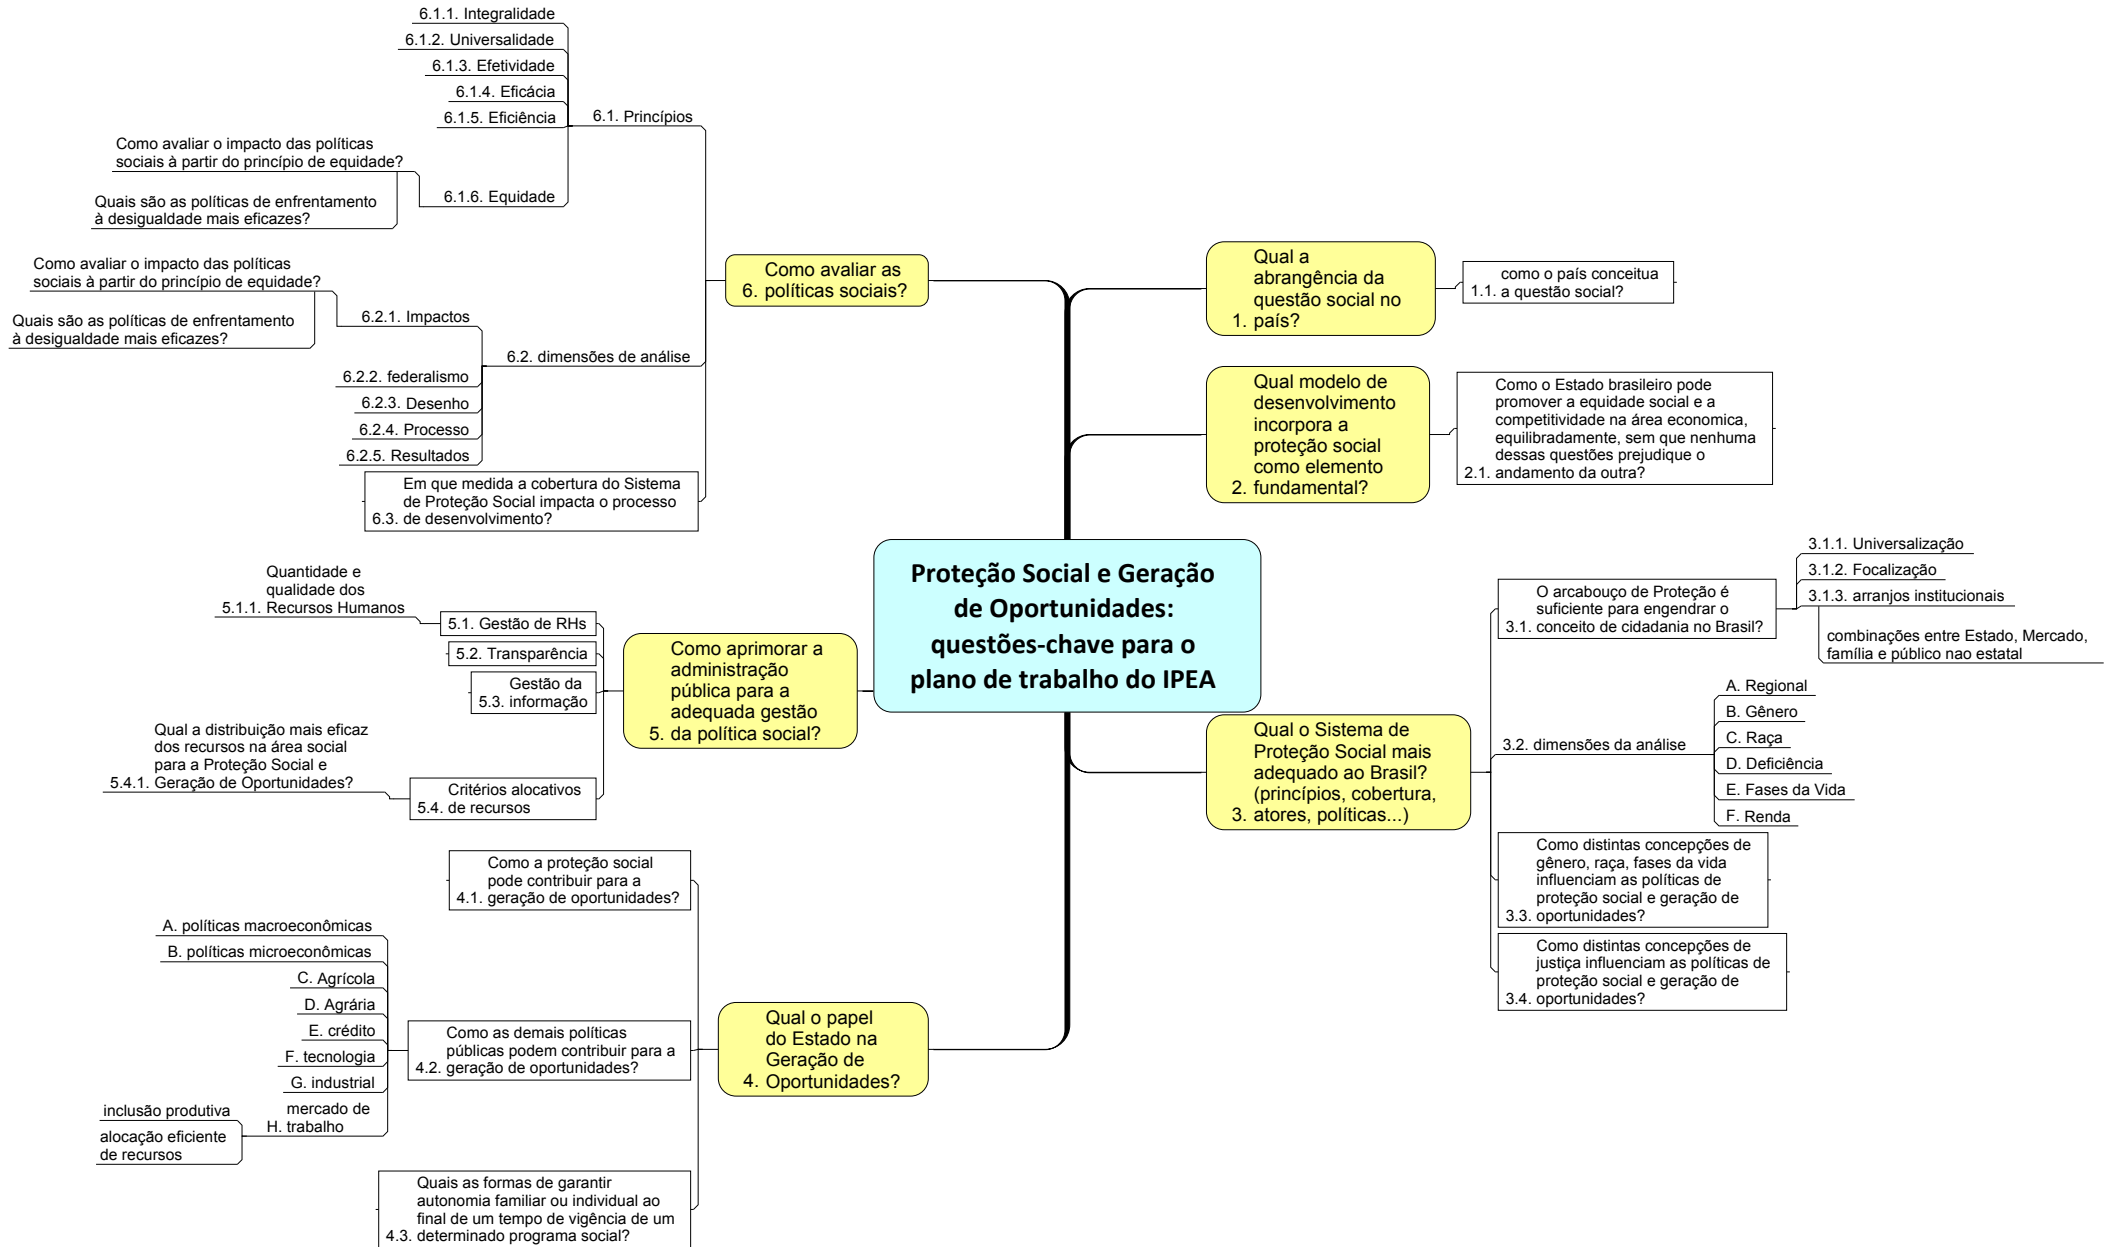 Proteção Social e Geração
de Oportunidades:
questões-chave para o
plano de trabalho do IPEA
Qual a
abrangência da
questão social no
1. país?
como o país conceitua
1.1. a questão social?
Qual modelo de
desenvolvimento
incorpora a
proteção social
como elemento
2. fundamental?
Como o Estado brasileiro pode
promover a equidade social e a
competitividade na área economica,
equilibradamente, sem que nenhuma
dessas questões prejudique o
2.1. andamento da outra?
Qual o Sistema de
Proteção Social mais
adequado ao Brasil?
(princípios, cobertura,
3. atores, políticas...)
O arcabouço de Proteção é
suficiente para engendrar o
3.1. conceito de cidadania no Brasil?
3.1.1. Universalização
3.1.2. Focalização
3.1.3. arranjos institucionais
combinações entre Estado, Mercado,
família e público nao estatal
3.2. dimensões da análise
A. Regional
B. Gênero
C. Raça
D. Deficiência
E. Fases da Vida
F. Renda
Como distintas concepções de
gênero, raça, fases da vida
influenciam as políticas de
proteção social e geração de
3.3. oportunidades?
Como distintas concepções de
justiça influenciam as políticas de
proteção social e geração de
3.4. oportunidades?
Qual o papel
do Estado na
Geração de
4. Oportunidades?
Como a proteção social
pode contribuir para a
4.1. geração de oportunidades?
Como as demais políticas
públicas podem contribuir para a
4.2. geração de oportunidades?
A. políticas macroeconômicas
B. políticas microeconômicas
C. Agrícola
D. Agrária
E. crédito
F. tecnologia
G. industrial
mercado de
H. trabalho
inclusão produtiva
alocação eficiente
de recursos
Quais as formas de garantir
autonomia familiar ou individual ao
final de um tempo de vigência de um
4.3. determinado programa social?
Como aprimorar a
administração
pública para a
adequada gestão
5. da política social?
5.1. Gestão de RHs
Quantidade e
qualidade dos
5.1.1. Recursos Humanos
5.2. Transparência
Gestão da
5.3. informação
Critérios alocativos
5.4. de recursos
Qual a distribuição mais eficaz
dos recursos na área social
para a Proteção Social e
5.4.1. Geração de Oportunidades?
Como avaliar as
6. políticas sociais?
6.1. Princípios
6.1.1. Integralidade
6.1.2. Universalidade
6.1.3. Efetividade
6.1.4. Eficácia
6.1.5. Eficiência
6.1.6. Equidade
Como avaliar o impacto das políticas
sociais à partir do princípio de equidade?
Quais são as políticas de enfrentamento
à desigualdade mais eficazes?
6.2. dimensões de análise
6.2.1. Impactos
Como avaliar o impacto das políticas
sociais à partir do princípio de equidade?
Quais são as políticas de enfrentamento
à desigualdade mais eficazes?
6.2.2. federalismo
6.2.3. Desenho
6.2.4. Processo
6.2.5. Resultados
Em que medida a cobertura do Sistema
de Proteção Social impacta o processo
6.3. de desenvolvimento?